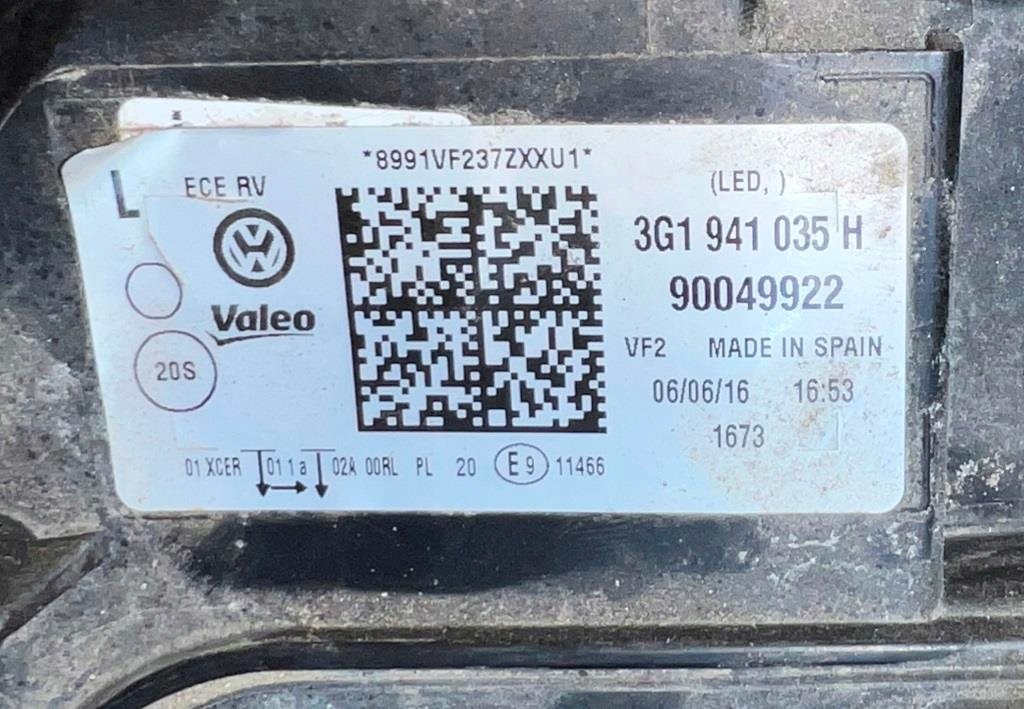 *8991VF237ZXXU1*
L
ECE RV
(LED, )
3G1 941 035 H
Valeo
90049922
VF2 MADE IN SPAIN
20S
06/06/16 16:53
1673
01 XCER 01 1a 02A 00RL PL 20 E9 11466